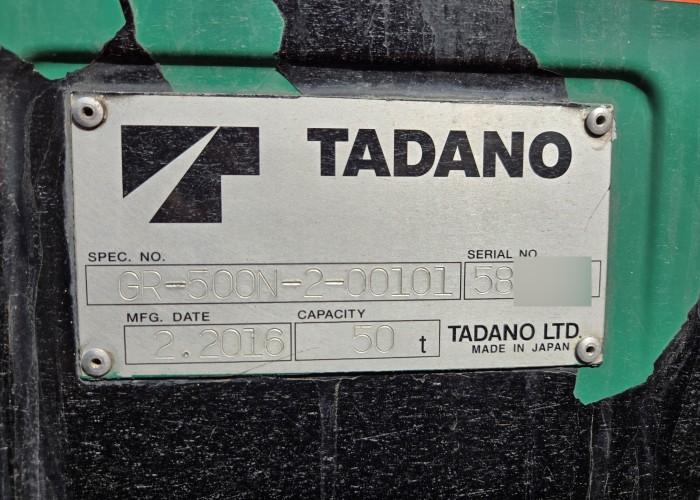 TADANO
SPEC. NO. SERIAL NO
GR-500N-2-00101 58
MFG. DATE CAPACITY
2.2016 50 t
TADANO LTD.
MADE IN JAPAN